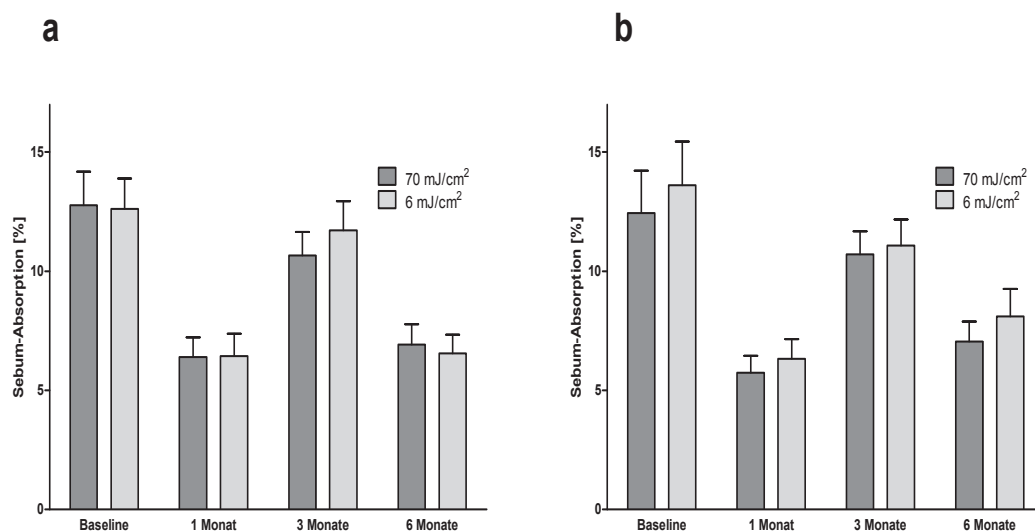 a
Sebum-Absorption [%]
15
10
5
0
70 mJ/cm²
6 mJ/cm²
Baseline 1 Monat 3 Monate 6 Monate
b
Sebum-Absorption [%]
15
10
5
0
70 mJ/cm²
6 mJ/cm²
Baseline 1 Monat 3 Monate 6 Monate